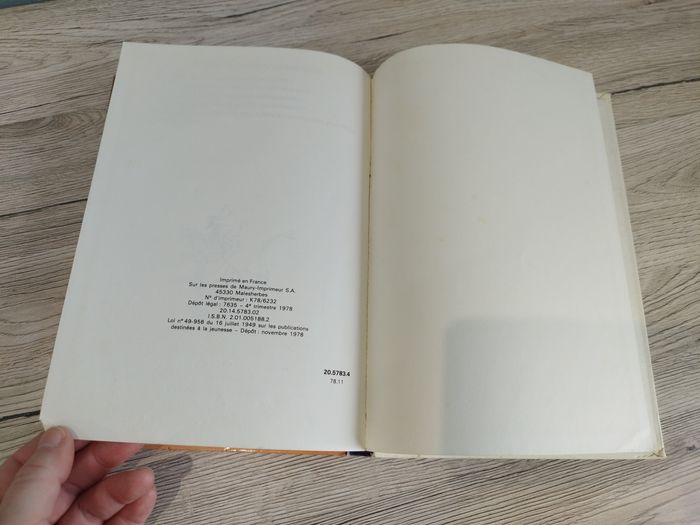 Imprimé en France
Sur les presses de Maury-Imprimeur S.A.
45330 Malesherbes
N° d'imprimeur : K78/6232
Dépôt légal : 7635 - 4e trimestre 1978
20.14.5783.02
I.S.B.N. 2.01.005188.2
Loi n° 49-956 du 16 juillet 1949 sur les publications
destinées à la jeunesse – Dépôt : novembre 1978
20.5783.4
78.11